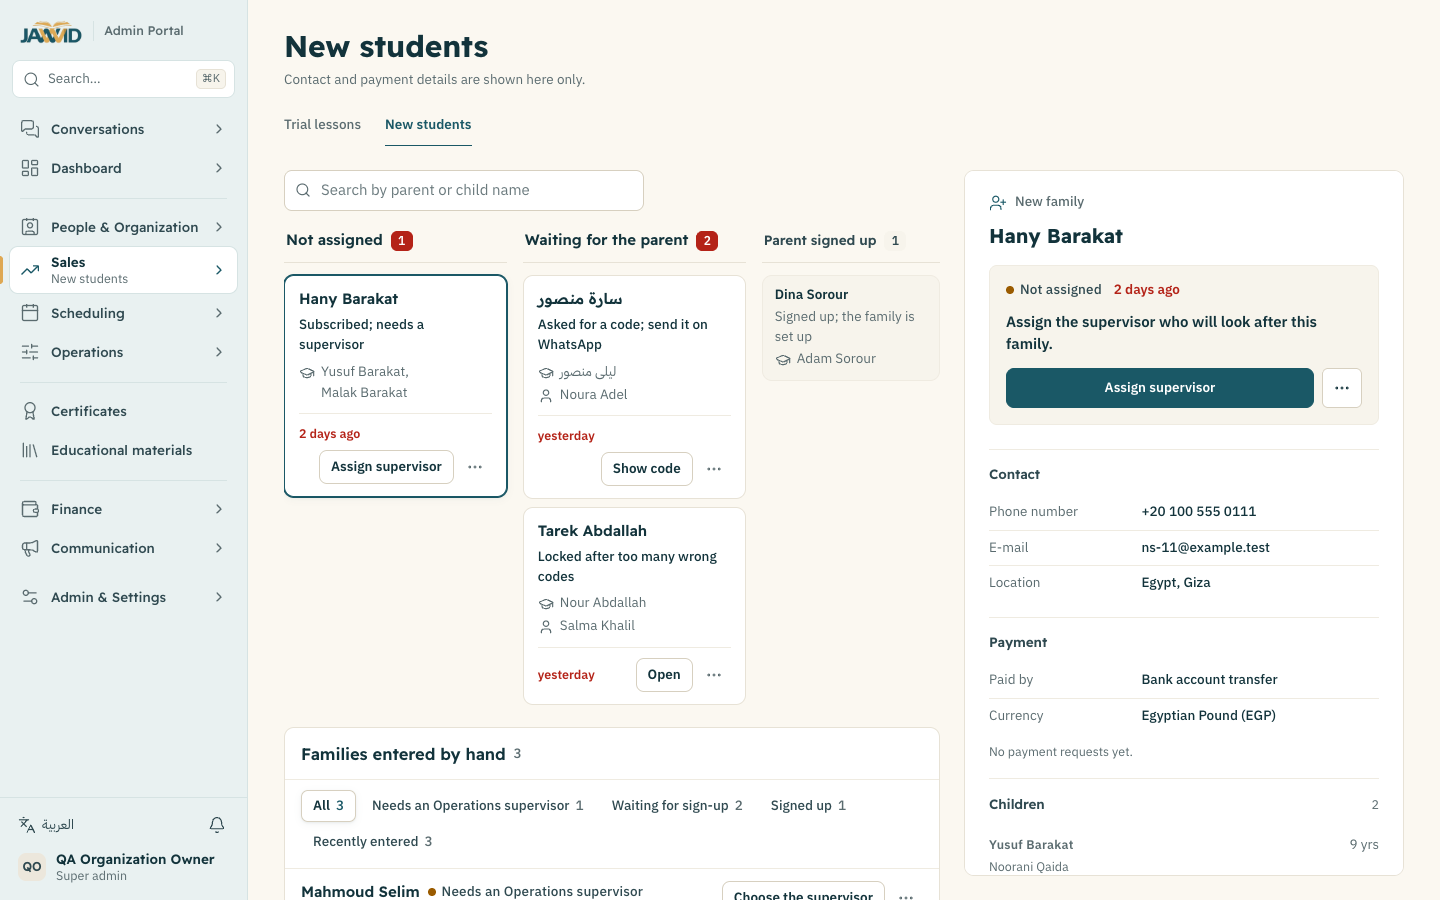 JAWID
Admin Portal
Search...
⌘K
Conversations
Dashboard
People & Organization
Sales
New students
Scheduling
Operations
Certificates
Educational materials
Finance
Communication
Admin & Settings
العربية
QO
QA Organization Owner
Super admin
New students
Contact and payment details are shown here only.
Trial lessons
New students
Search by parent or child name
Not assigned 1
Hany Barakat
Subscribed; needs a
supervisor
Yusuf Barakat,
Malak Barakat
2 days ago
Assign supervisor
Waiting for the parent 2
سارة منصور
Asked for a code; send it on
WhatsApp
ليلى منصور
Noura Adel
yesterday
Show code
Tarek Abdallah
Locked after too many wrong
codes
Nour Abdallah
Salma Khalil
yesterday
Open
Parent signed up 1
Dina Sorour
Signed up; the family is
set up
Adam Sorour
Families entered by hand 3
All 3
Needs an Operations supervisor 1
Waiting for sign-up 2
Signed up 1
Recently entered 3
Mahmoud Selim
Needs an Operations supervisor
Choose the supervisor
New family
Hany Barakat
Not assigned 2 days ago
Assign the supervisor who will look after this
family.
Assign supervisor
Contact
Phone number +20 100 555 0111
E-mail ns-11@example.test
Location Egypt, Giza
Payment
Paid by Bank account transfer
Currency Egyptian Pound (EGP)
No payment requests yet.
Children 2
Yusuf Barakat 9 yrs
Noorani Qaida